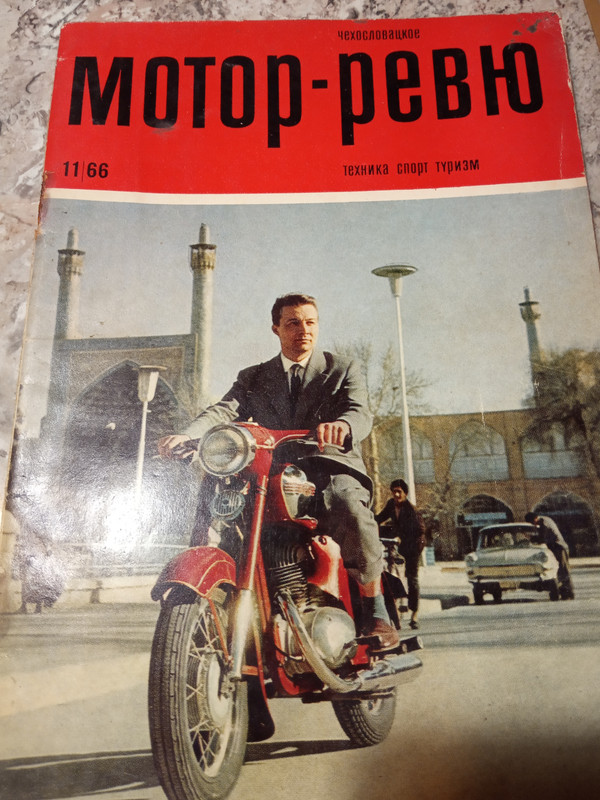 чехословацкое
мотор-ревю
11/66
техника спорт туризм